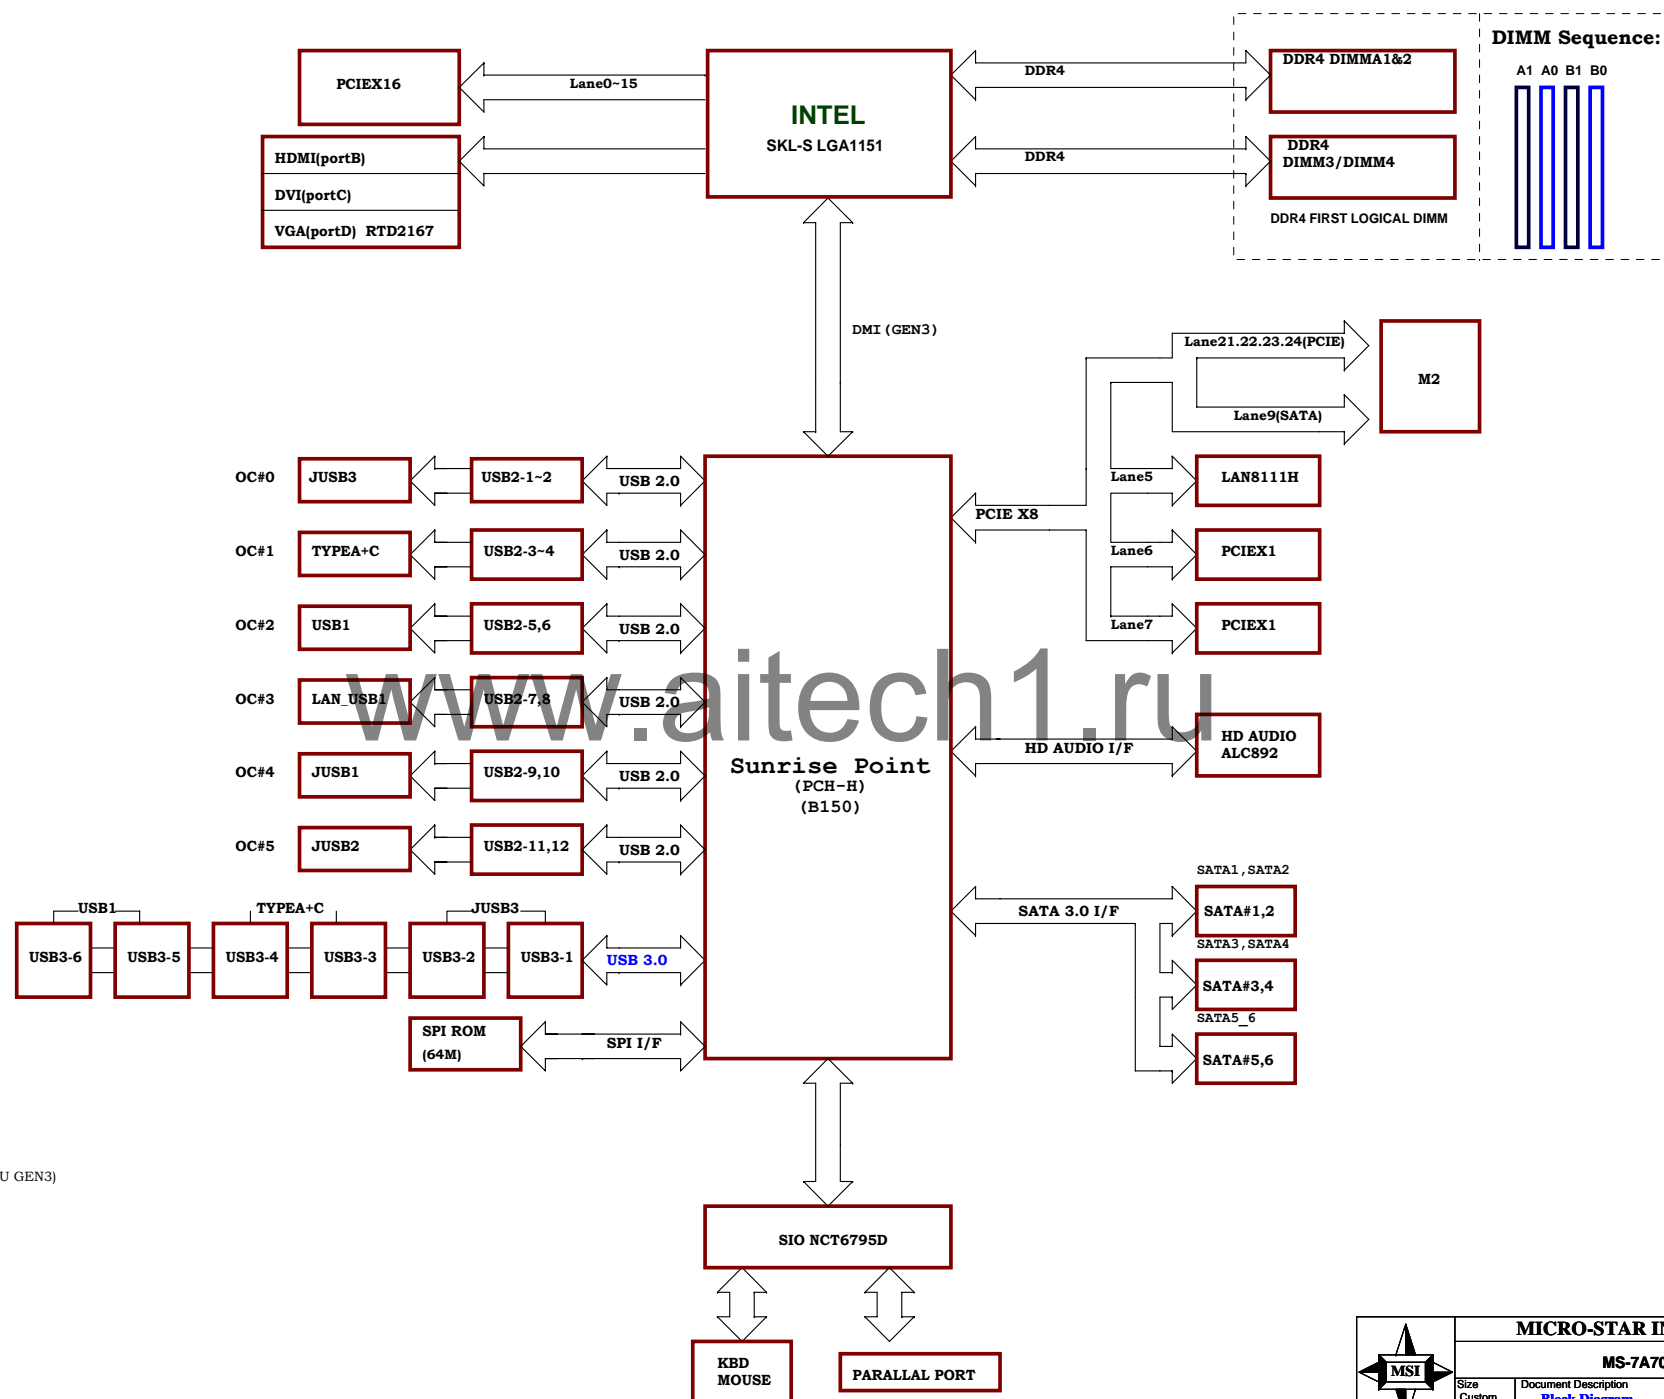 DIMM Sequence:
A1 A0 B1 B0
PCIEX16
Lane0~15
INTEL
SKL-S LGA1151
DDR4
DDR4 DIMMA1&2
HDMI(portB)
DVI(portC)
VGA(portD) RTD2167
DDR4
DDR4
DIMM3/DIMM4
DDR4 FIRST LOGICAL DIMM
DMI(GEN3)
Lane21.22.23.24(PCIE)
M2
Lane9(SATA)
OC#0 JUSB3 USB2-1~2 USB 2.0
Lane5 LAN8111H
PCIE X8
OC#1 TYPEA+C USB2-3~4 USB 2.0
Lane6 PCIEX1
OC#2 USB1 USB2-5,6 USB 2.0
Lane7 PCIEX1
www.aitech1.ru
OC#3 LAN_USB1 USB2-7,8 USB 2.0
HD AUDIO I/F
HD AUDIO
ALC892
Sunrise Point
(PCH-H)
(B150)
OC#4 JUSB1 USB2-9,10 USB 2.0
OC#5 JUSB2 USB2-11,12 USB 2.0
SATA1,SATA2
SATA 3.0 I/F
SATA#1,2
SATA3,SATA4
SATA#3,4
SATA5_6
SATA#5,6
USB1 TYPEA+C JUSB3
USB3-6 USB3-5 USB3-4 USB3-3 USB3-2 USB3-1 USB 3.0
SPI ROM
(64M)
SPI I/F
U GEN3)
SIO NCT6795D
KBD
MOUSE
PARALLAL PORT
MSI
MICRO-STAR IN
MS-7A70
Size
Custom
Document Description
Block Diagram